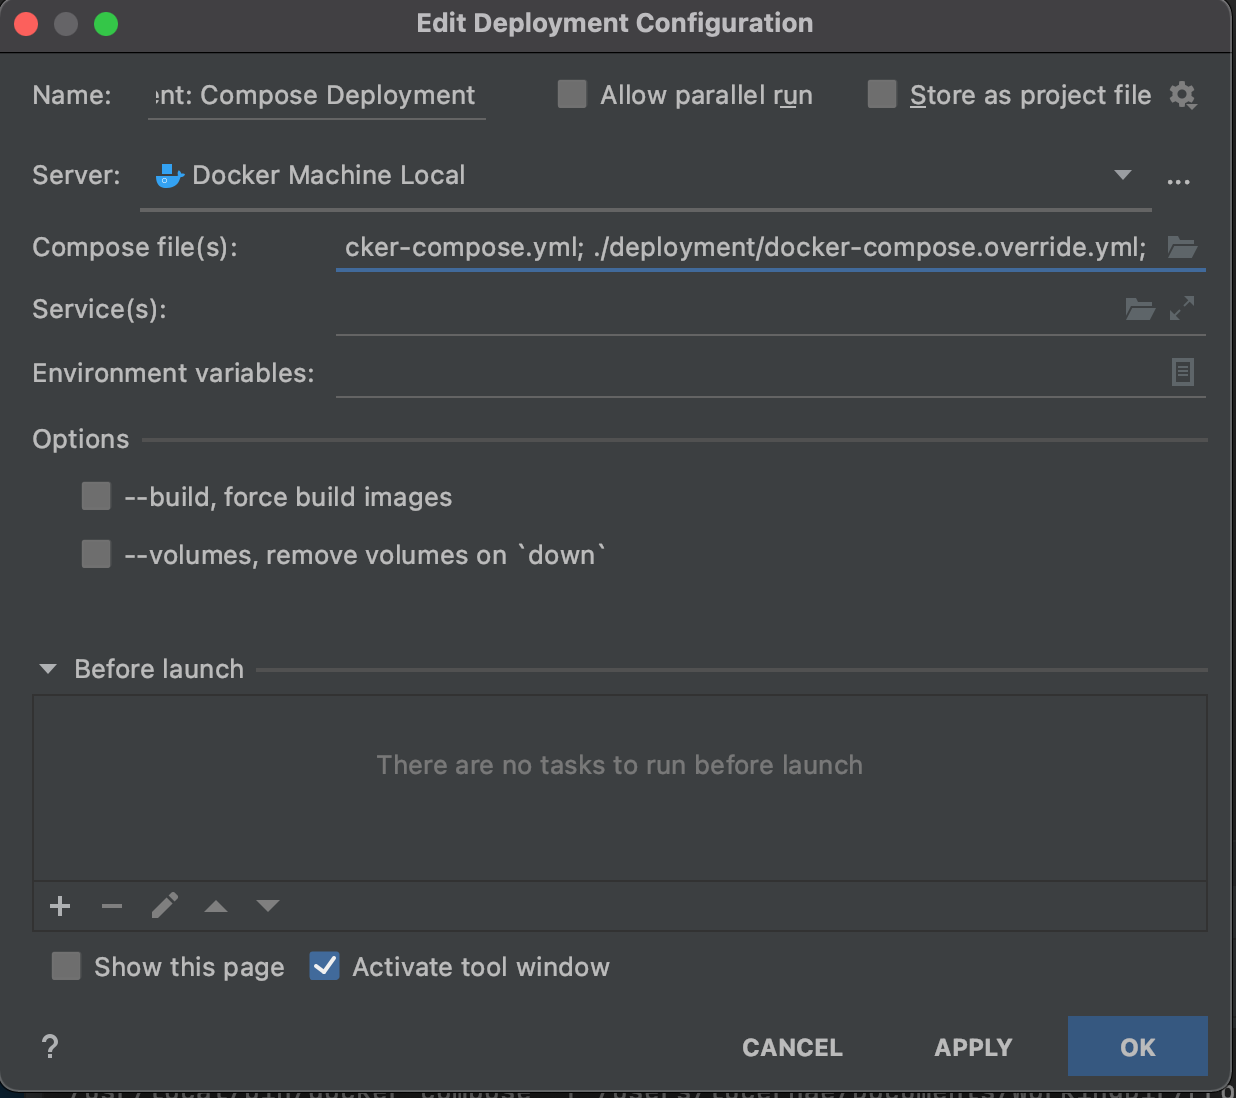 Edit Deployment Configuration
Name: ent: Compose Deployment Allow parallel run Store as project file
Server: Docker Machine Local ...
Compose file(s): cker-compose.yml; ./deployment/docker-compose.override.yml;
Service(s):
Environment variables:
Options
--build, force build images
--volumes, remove volumes on `down`
Before launch
There are no tasks to run before launch
Show this page Activate tool window
? CANCEL APPLY OK